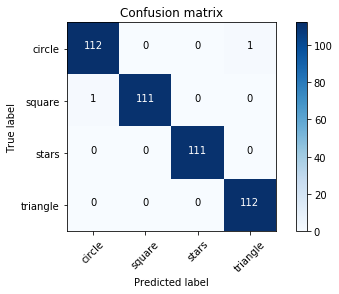 Confusion matrix
circle 112 0 0 1
square 1 111 0 0
stars 0 0 111 0
triangle 0 0 0 112
circle square stars triangle
True label
Predicted label
100
80
60
40
20
0